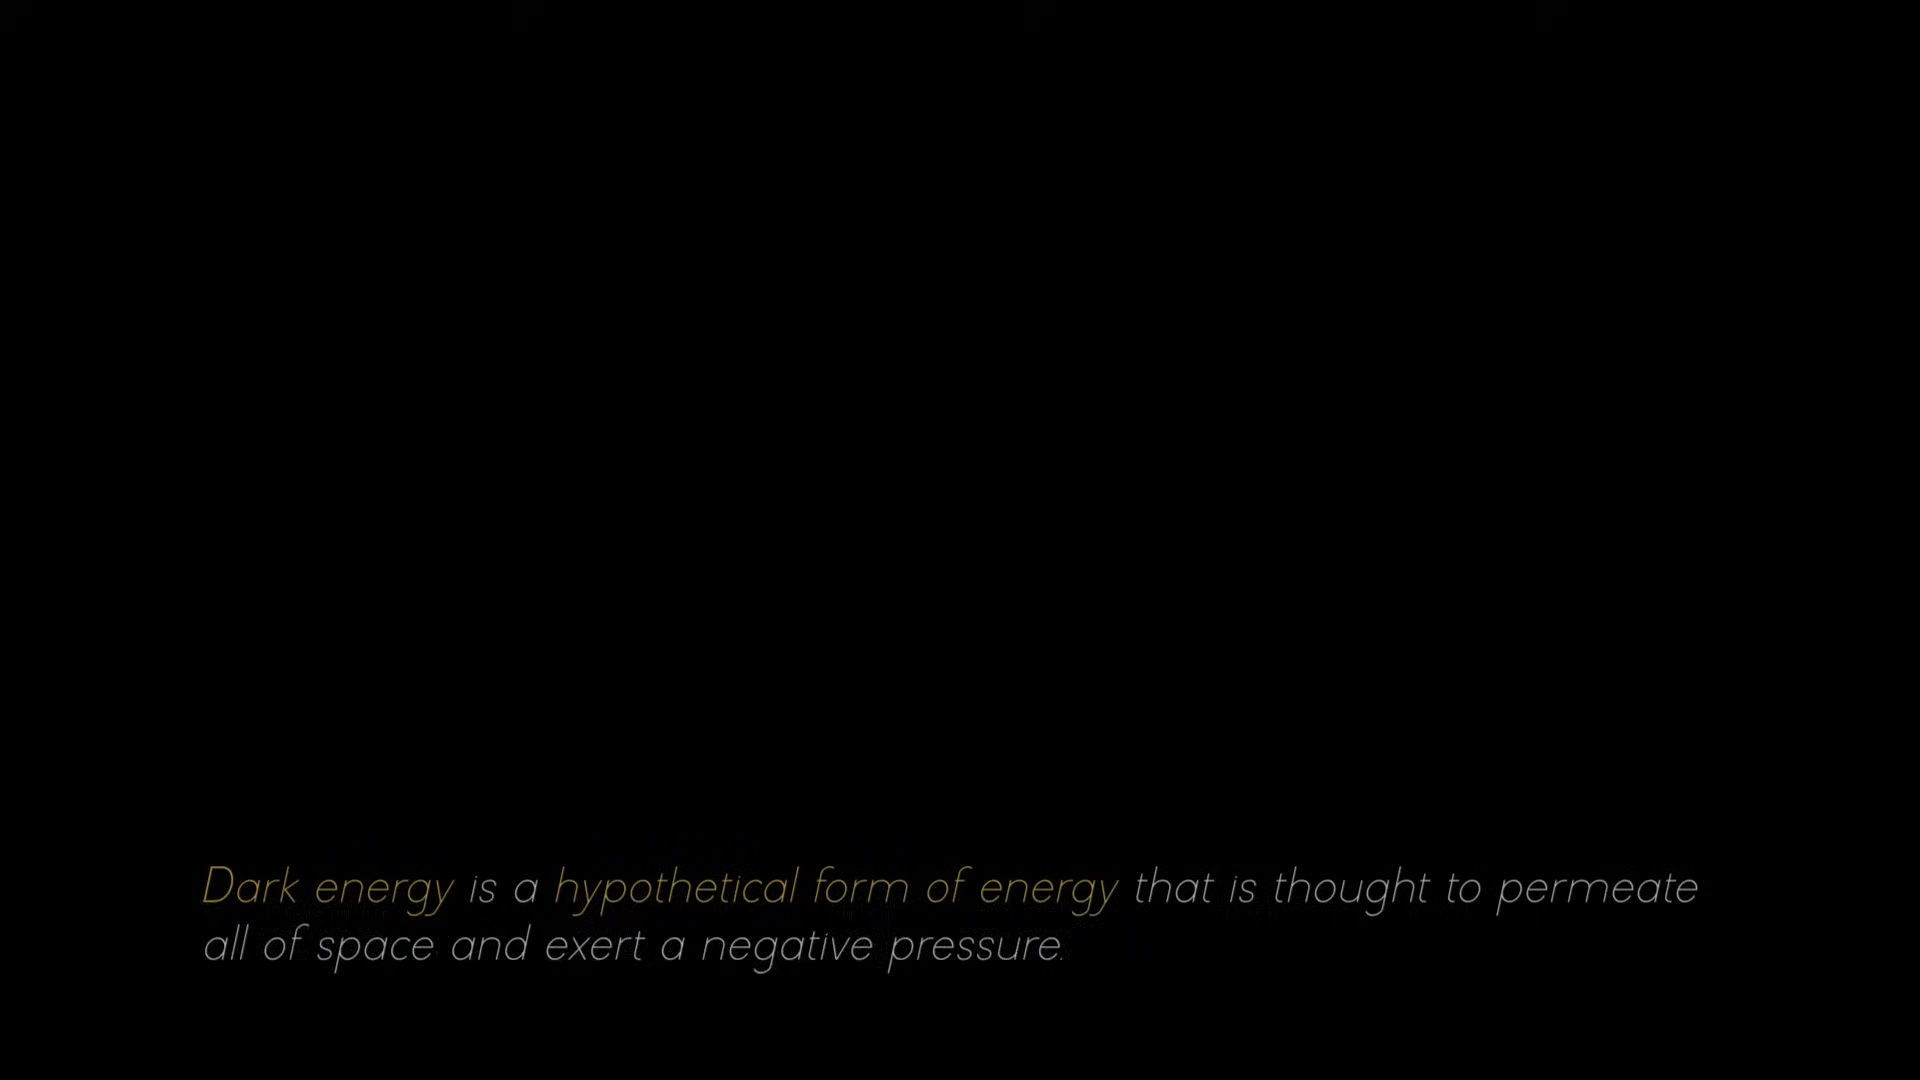 Dark energy is a hypothetical form of energy that is thought to permeate
all of space and exert a negative pressure.